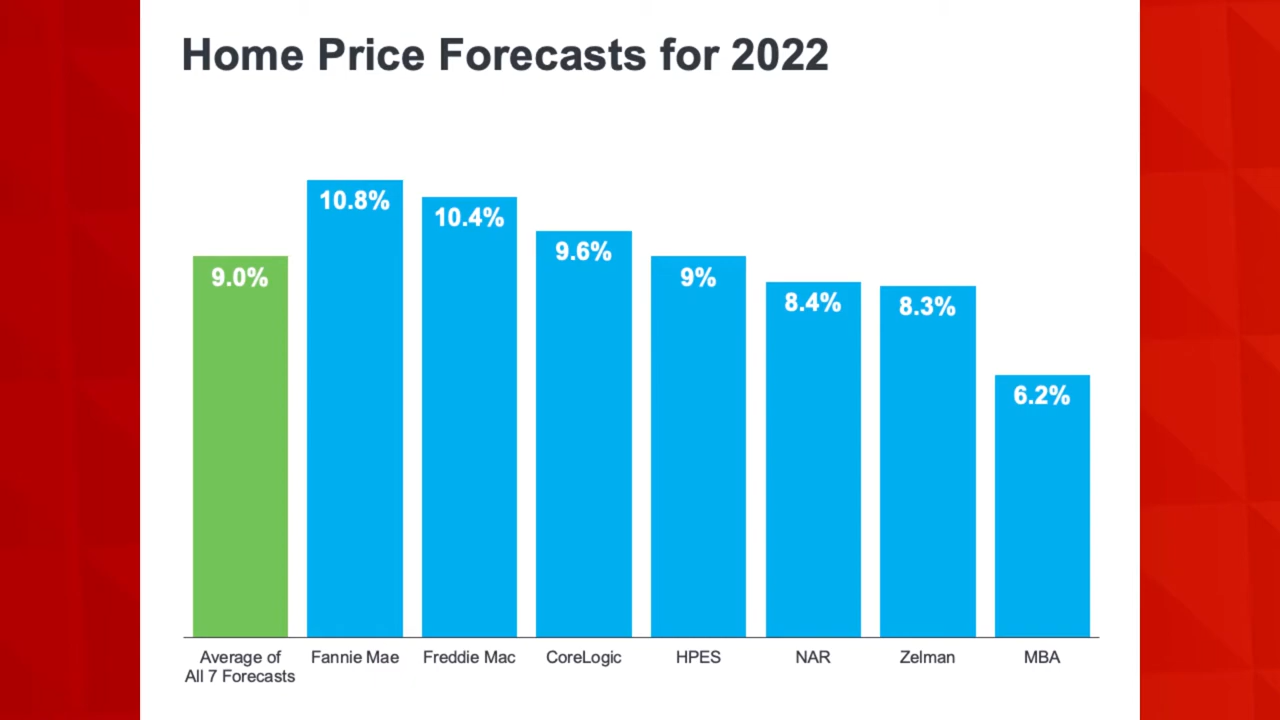 Home Price Forecasts for 2022
9.0%
10.8%
10.4%
9.6%
9%
8.4%
8.3%
6.2%
Average of
All 7 Forecasts
Fannie Mae
Freddie Mac
CoreLogic
HPES
NAR
Zelman
MBA